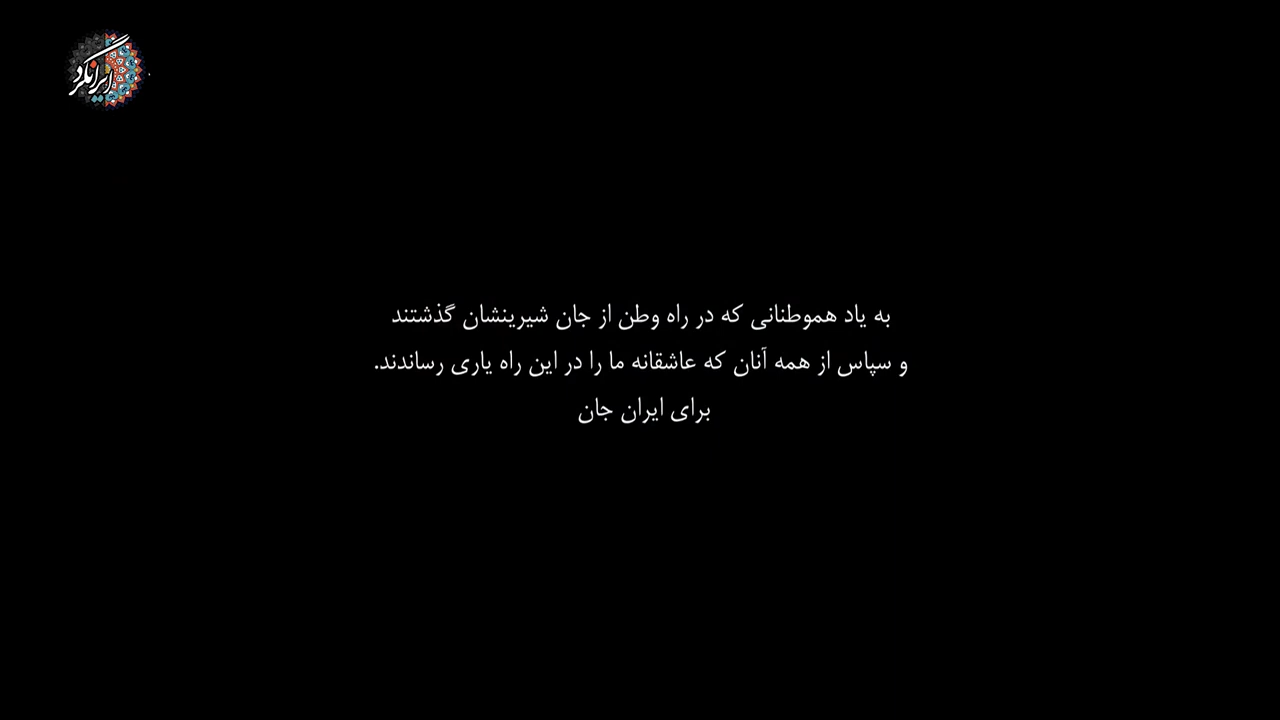 ایرانگرد
به یاد هموطنانی که در راه وطن از جان شیرینشان گذشتند
و سپاس از همه آنان که عاشقانه ما را در این راه یاری رساندند.
برای ایران جان